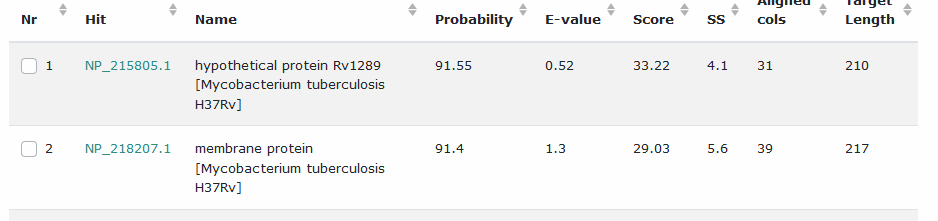 Aligned Target
Nr Hit Name Probability E-value Score SS cols Length
1 NP_215805.1 hypothetical protein Rv1289 91.55 0.52 33.22 4.1 31 210
[Mycobacterium tuberculosis
H37Rv]
2 NP_218207.1 membrane protein 91.4 1.3 29.03 5.6 39 217
[Mycobacterium tuberculosis
H37Rv]